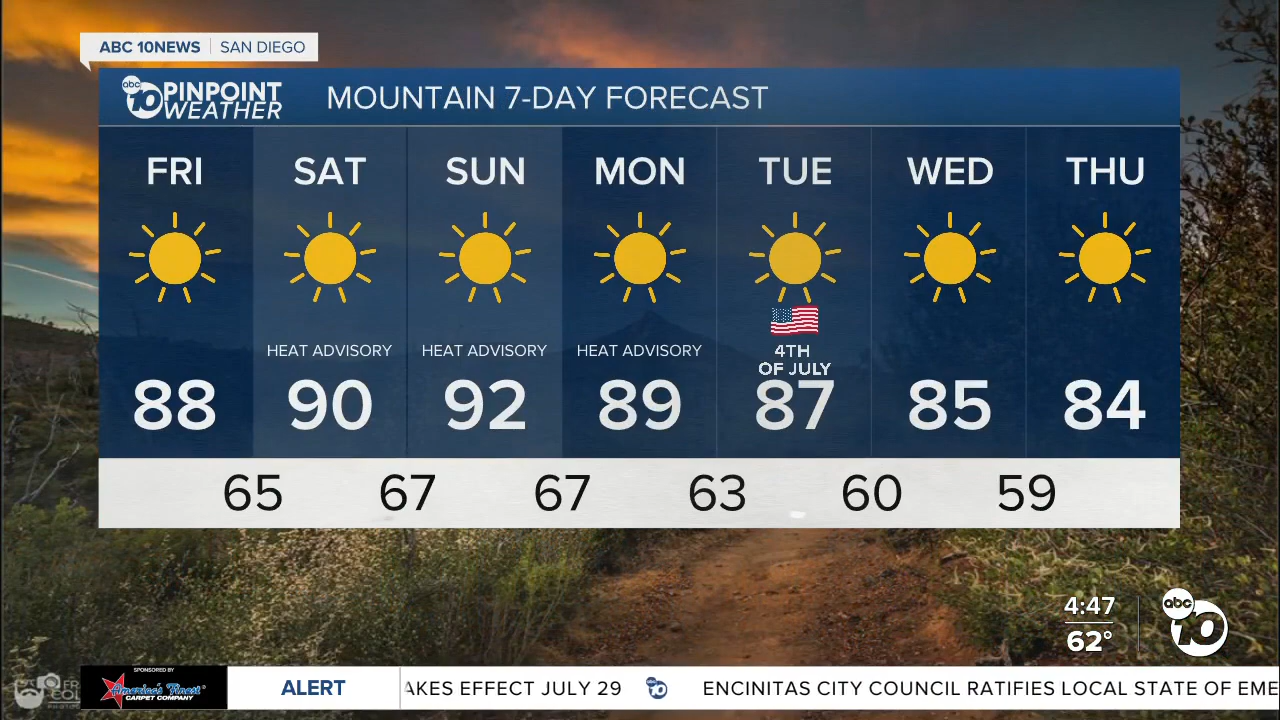 ABC 10NEWS | SAN DIEGO
abc 10 PINPOINT WEATHER
MOUNTAIN 7-DAY FORECAST
FRI SAT SUN MON TUE WED THU
HEAT ADVISORY HEAT ADVISORY HEAT ADVISORY 4TH
OF JULY
88 90 92 89 87 85 84
65 67 67 63 60 59
4:47
62°
abc 10
SPONSORED BY
America's Finest
CARPET COMPANY
ALERT
AKES EFFECT JULY 29 abc 10 ENCINITAS CITY COUNCIL RATIFIES LOCAL STATE OF EME